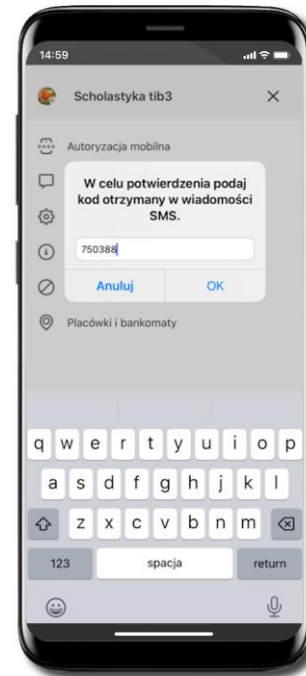 14:59
Scholastyka tib3
Autoryzacja mobilna
W celu potwierdzenia podaj
kod otrzymany w wiadomości
SMS.
750388
Anuluj OK
Placówki i bankomaty
q w e r t y u i o p
a s d f g h j k l
z x c v b n m
123 spacja return